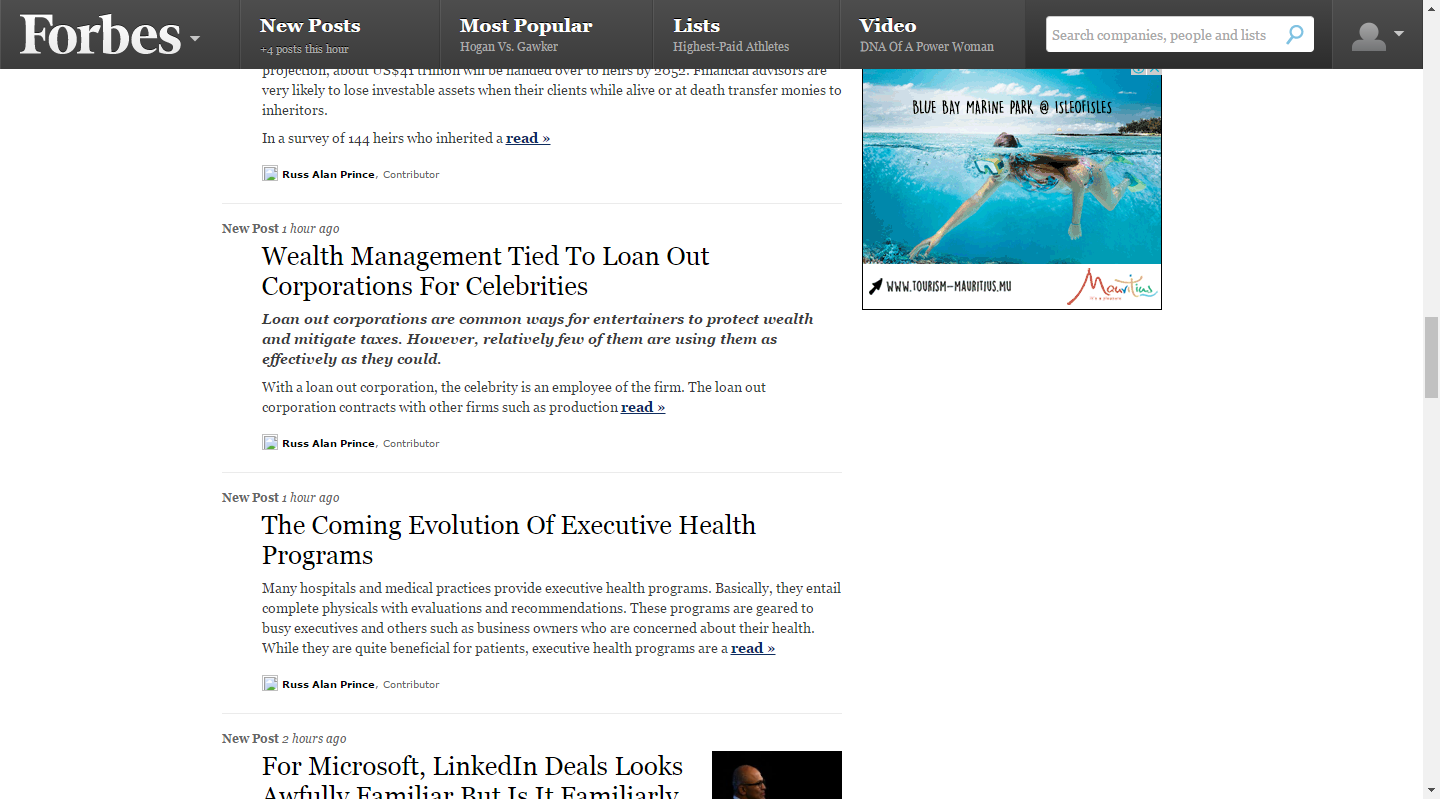 Forbes
New Posts
+4 posts this hour
Most Popular
Hogan Vs. Gawker
Lists
Highest-Paid Athletes
Video
DNA Of A Power Woman
Search companies, people and lists
projection, about US$41 trillion will be handed over to heirs by 2052. Financial advisors are
very likely to lose investable assets when their clients while alive or at death transfer monies to
inheritors.
In a survey of 144 heirs who inherited a read »
Russ Alan Prince, Contributor
New Post 1 hour ago
Wealth Management Tied To Loan Out
Corporations For Celebrities
Loan out corporations are common ways for entertainers to protect wealth
and mitigate taxes. However, relatively few of them are using them as
effectively as they could.
With a loan out corporation, the celebrity is an employee of the firm. The loan out
corporation contracts with other firms such as production read »
Russ Alan Prince, Contributor
New Post 1 hour ago
The Coming Evolution Of Executive Health
Programs
Many hospitals and medical practices provide executive health programs. Basically, they entail
complete physicals with evaluations and recommendations. These programs are geared to
busy executives and others such as business owners who are concerned about their health.
While they are quite beneficial for patients, executive health programs are a read »
Russ Alan Prince, Contributor
New Post 2 hours ago
For Microsoft, LinkedIn Deals Looks
Awfully Familiar But Is It Familiarly
BLUE BAY MARINE PARK @ ISLEOFISLES
WWW.TOURISM-MAURITIUS.MU
Mauritius